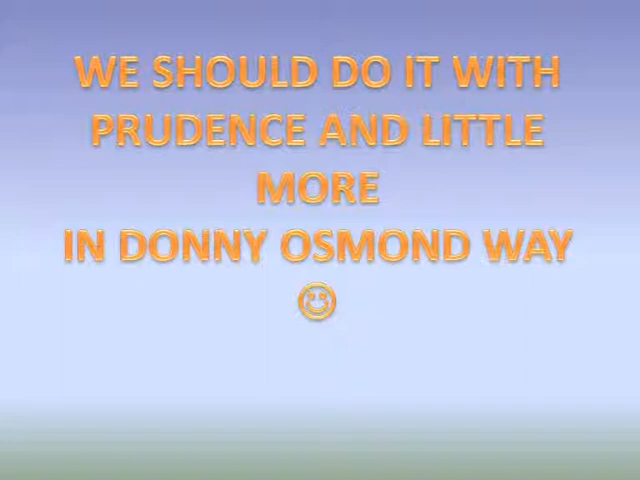 WE SHOULD DO IT WITH
PRUDENCE AND LITTLE
MORE
IN DONNY OSMOND WAY
☺